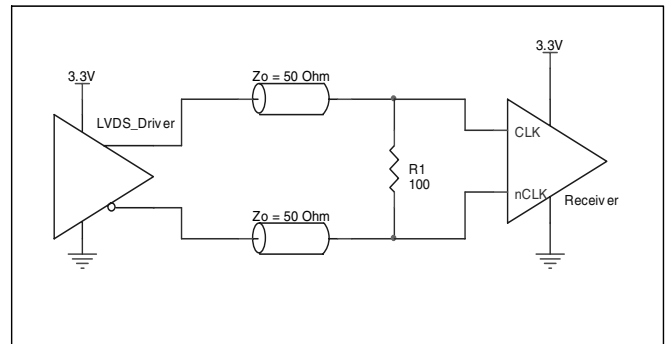 3.3V
3.3V
Zo = 50 Ohm
LVDS_Driver
CLK
R1
100
nCLK
Receiver
Zo = 50 Ohm